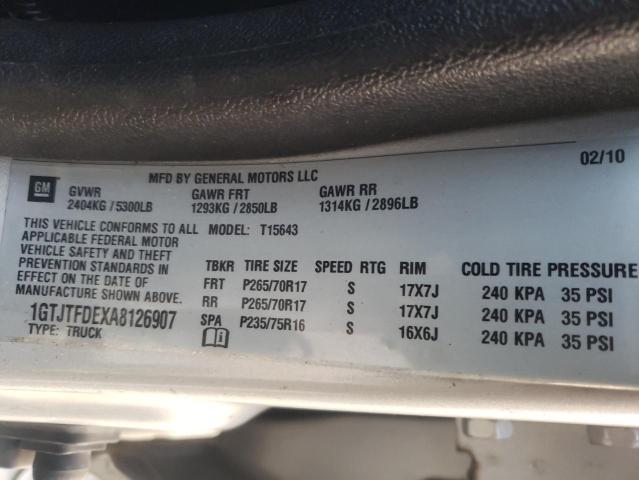 02/10
MFD BY GENERAL MOTORS LLC
GM GVWR GAWR FRT GAWR RR
2404KG / 5300LB 1293KG / 2850LB 1314KG / 2896LB
THIS VEHICLE CONFORMS TO ALL MODEL: T15643
APPLICABLE FEDERAL MOTOR
VEHICLE SAFETY AND THEFT
PREVENTION STANDARDS IN
EFFECT ON THE DATE OF
MANUFACTURE SHOWN ABOVE.
1GTJTFDEXA8126907
TYPE: TRUCK
TBKR TIRE SIZE SPEED RTG RIM COLD TIRE PRESSURE
FRT P265/70R17 S 17X7J 240 KPA 35 PSI
RR P265/70R17 S 17X7J 240 KPA 35 PSI
SPA P235/75R16 S 16X6J 240 KPA 35 PSI